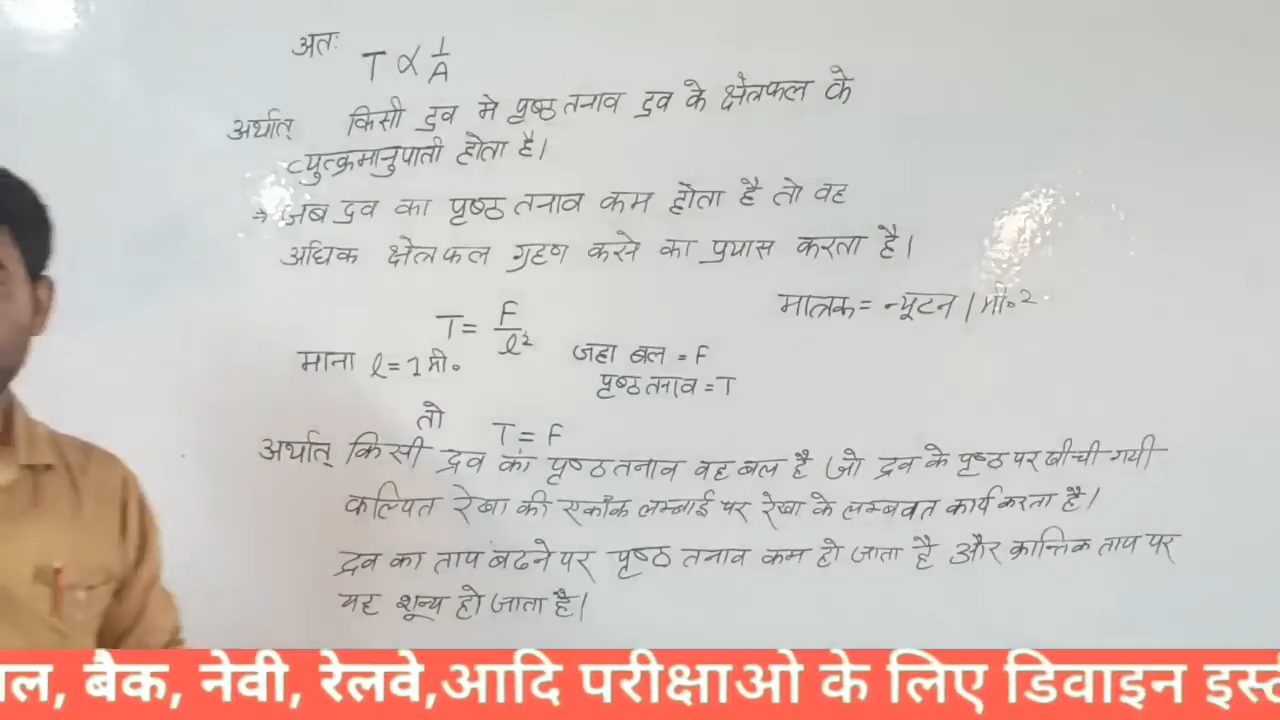 अतः
T ∝ 1/A
अर्थात् किसी द्रव मे पृष्ठ तनाव द्रव के क्षेत्रफल के
व्युत्क्रमानुपाती होता है।
⇒ जब द्रव का पृष्ठ तनाव कम होता है तो वह
अधिक क्षेत्रफल ग्रहण करने का प्रयास करता है।
मात्रक = न्यूटन / मी०²
T = F/l²
माना l = 1 मी०
जहा बल = F
पृष्ठ तनाव = T
तो T = F
अर्थात् किसी द्रव का पृष्ठ तनाव वह बल है जो द्रव के पृष्ठ पर खीची गयी
कल्पित रेखा की एकाँक लम्बाई पर रेखा के लम्बवत कार्य करता है।
द्रव का ताप बढने पर पृष्ठ तनाव कम हो जाता है और क्रान्तिक ताप पर
यह शून्य हो जाता है।
ल, बैक, नेवी, रेलवे,आदि परीक्षाओ के लिए डिवाइन